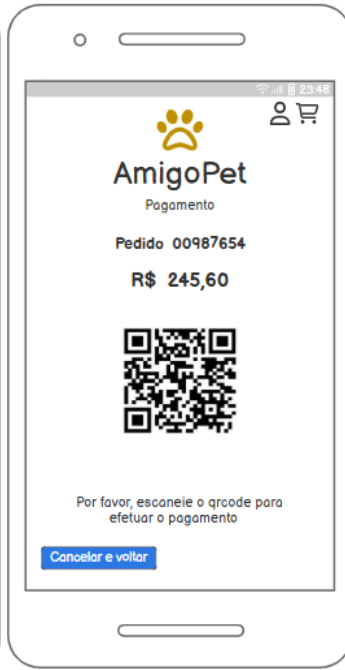 23:48
AmigoPet
Pagamento
Pedido 00987654
R$ 245,60
Por favor, escaneie o qrcode para
efetuar o pagamento
Cancelar e voltar